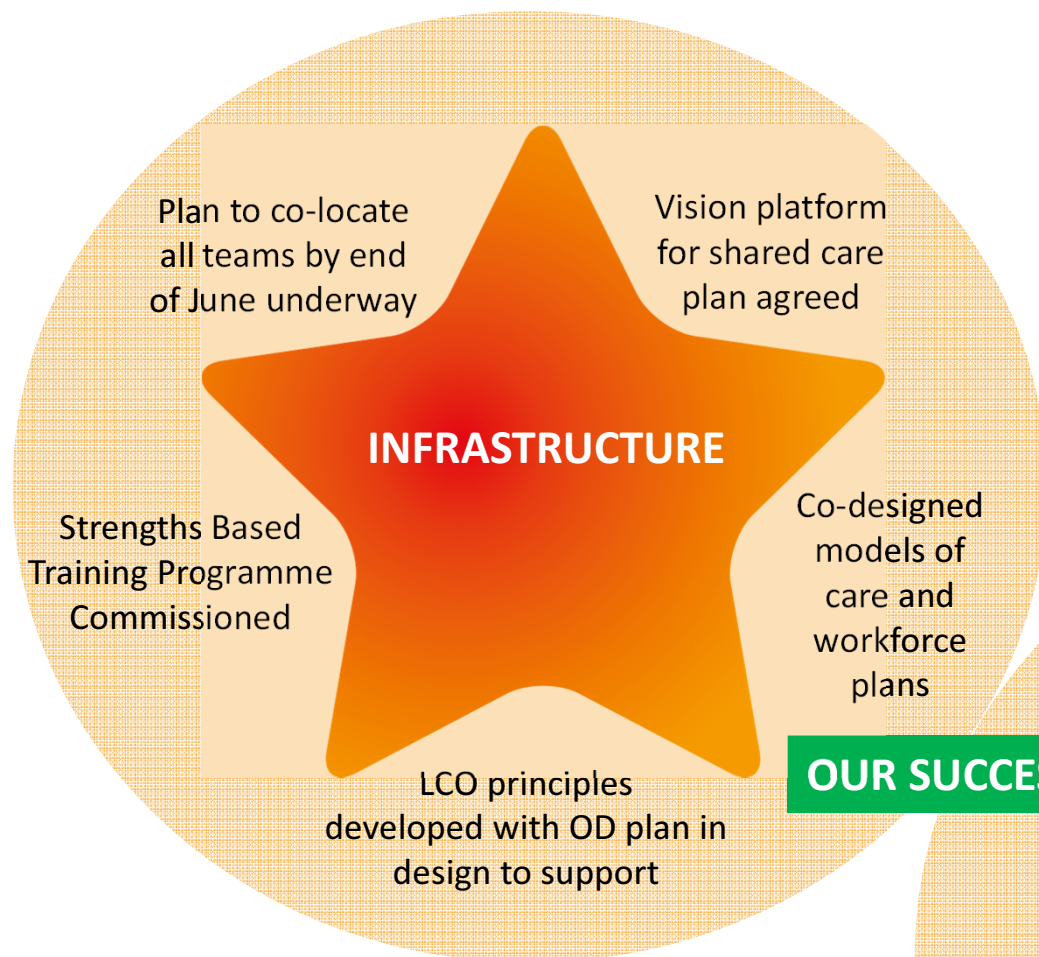 Plan to co-locate
all teams by end
of June underway
Vision platform
for shared care
plan agreed
INFRASTRUCTURE
Strengths Based
Training Programme
Commissioned
Co-designed
models of
care and
workforce
plans
OUR
LCO principles
developed with OD plan in
design to support